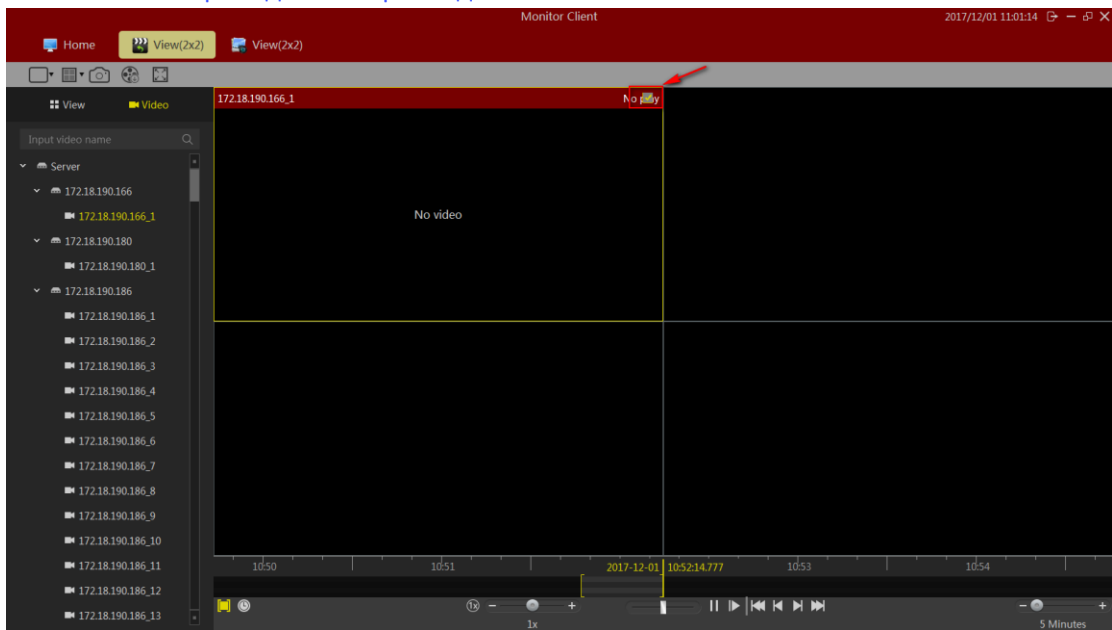 Monitor Client
2017/12/01 11:01:14
Home
View(2x2)
View(2x2)
View
Video
172.18.190.166_1
No play
Input video name
Server
172.18.190.166
172.18.190.166_1
No video
172.18.190.180
172.18.190.180_1
172.18.190.186
172.18.190.186_1
172.18.190.186_2
172.18.190.186_3
172.18.190.186_4
172.18.190.186_5
172.18.190.186_6
172.18.190.186_7
172.18.190.186_8
172.18.190.186_9
172.18.190.186_10
172.18.190.186_11
172.18.190.186_12
172.18.190.186_13
10:50
10:51
2017-12-01 10:52:14.777
10:53
10:54
1x
1x
5 Minutes